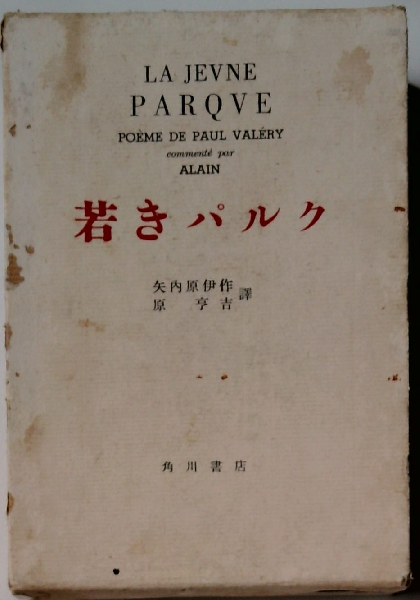 LA JEVNE
PARQVE
POÈME DE PAUL VALÉRY
commenté par
ALAIN
若きパルク
矢内原伊作
原亨吉
譯
角川書店